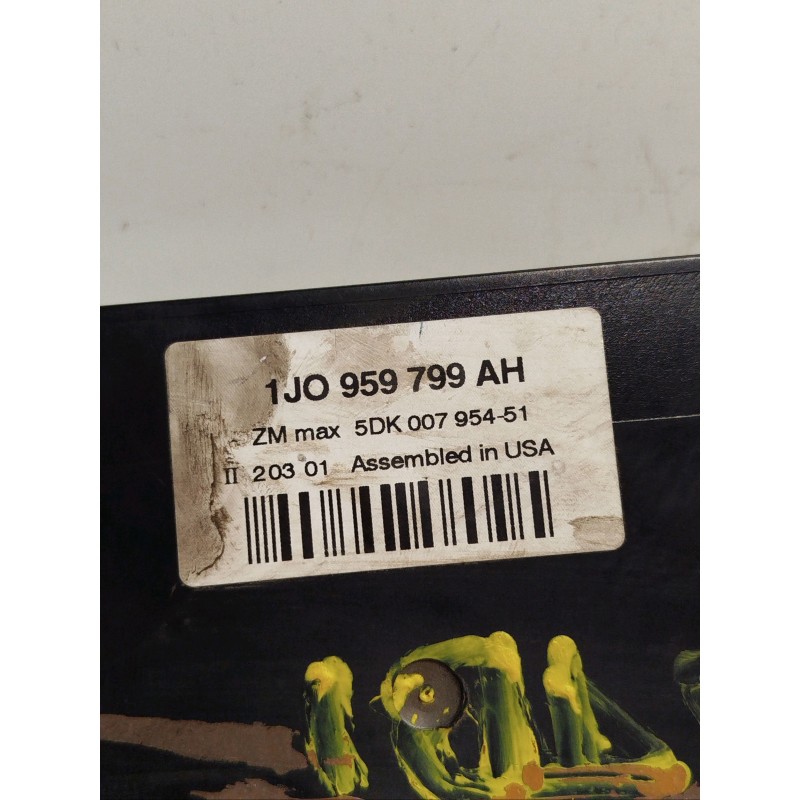 1JO 959 799 AH
ZM max 5DK 007 954-51
II 203 01 Assembled in USA